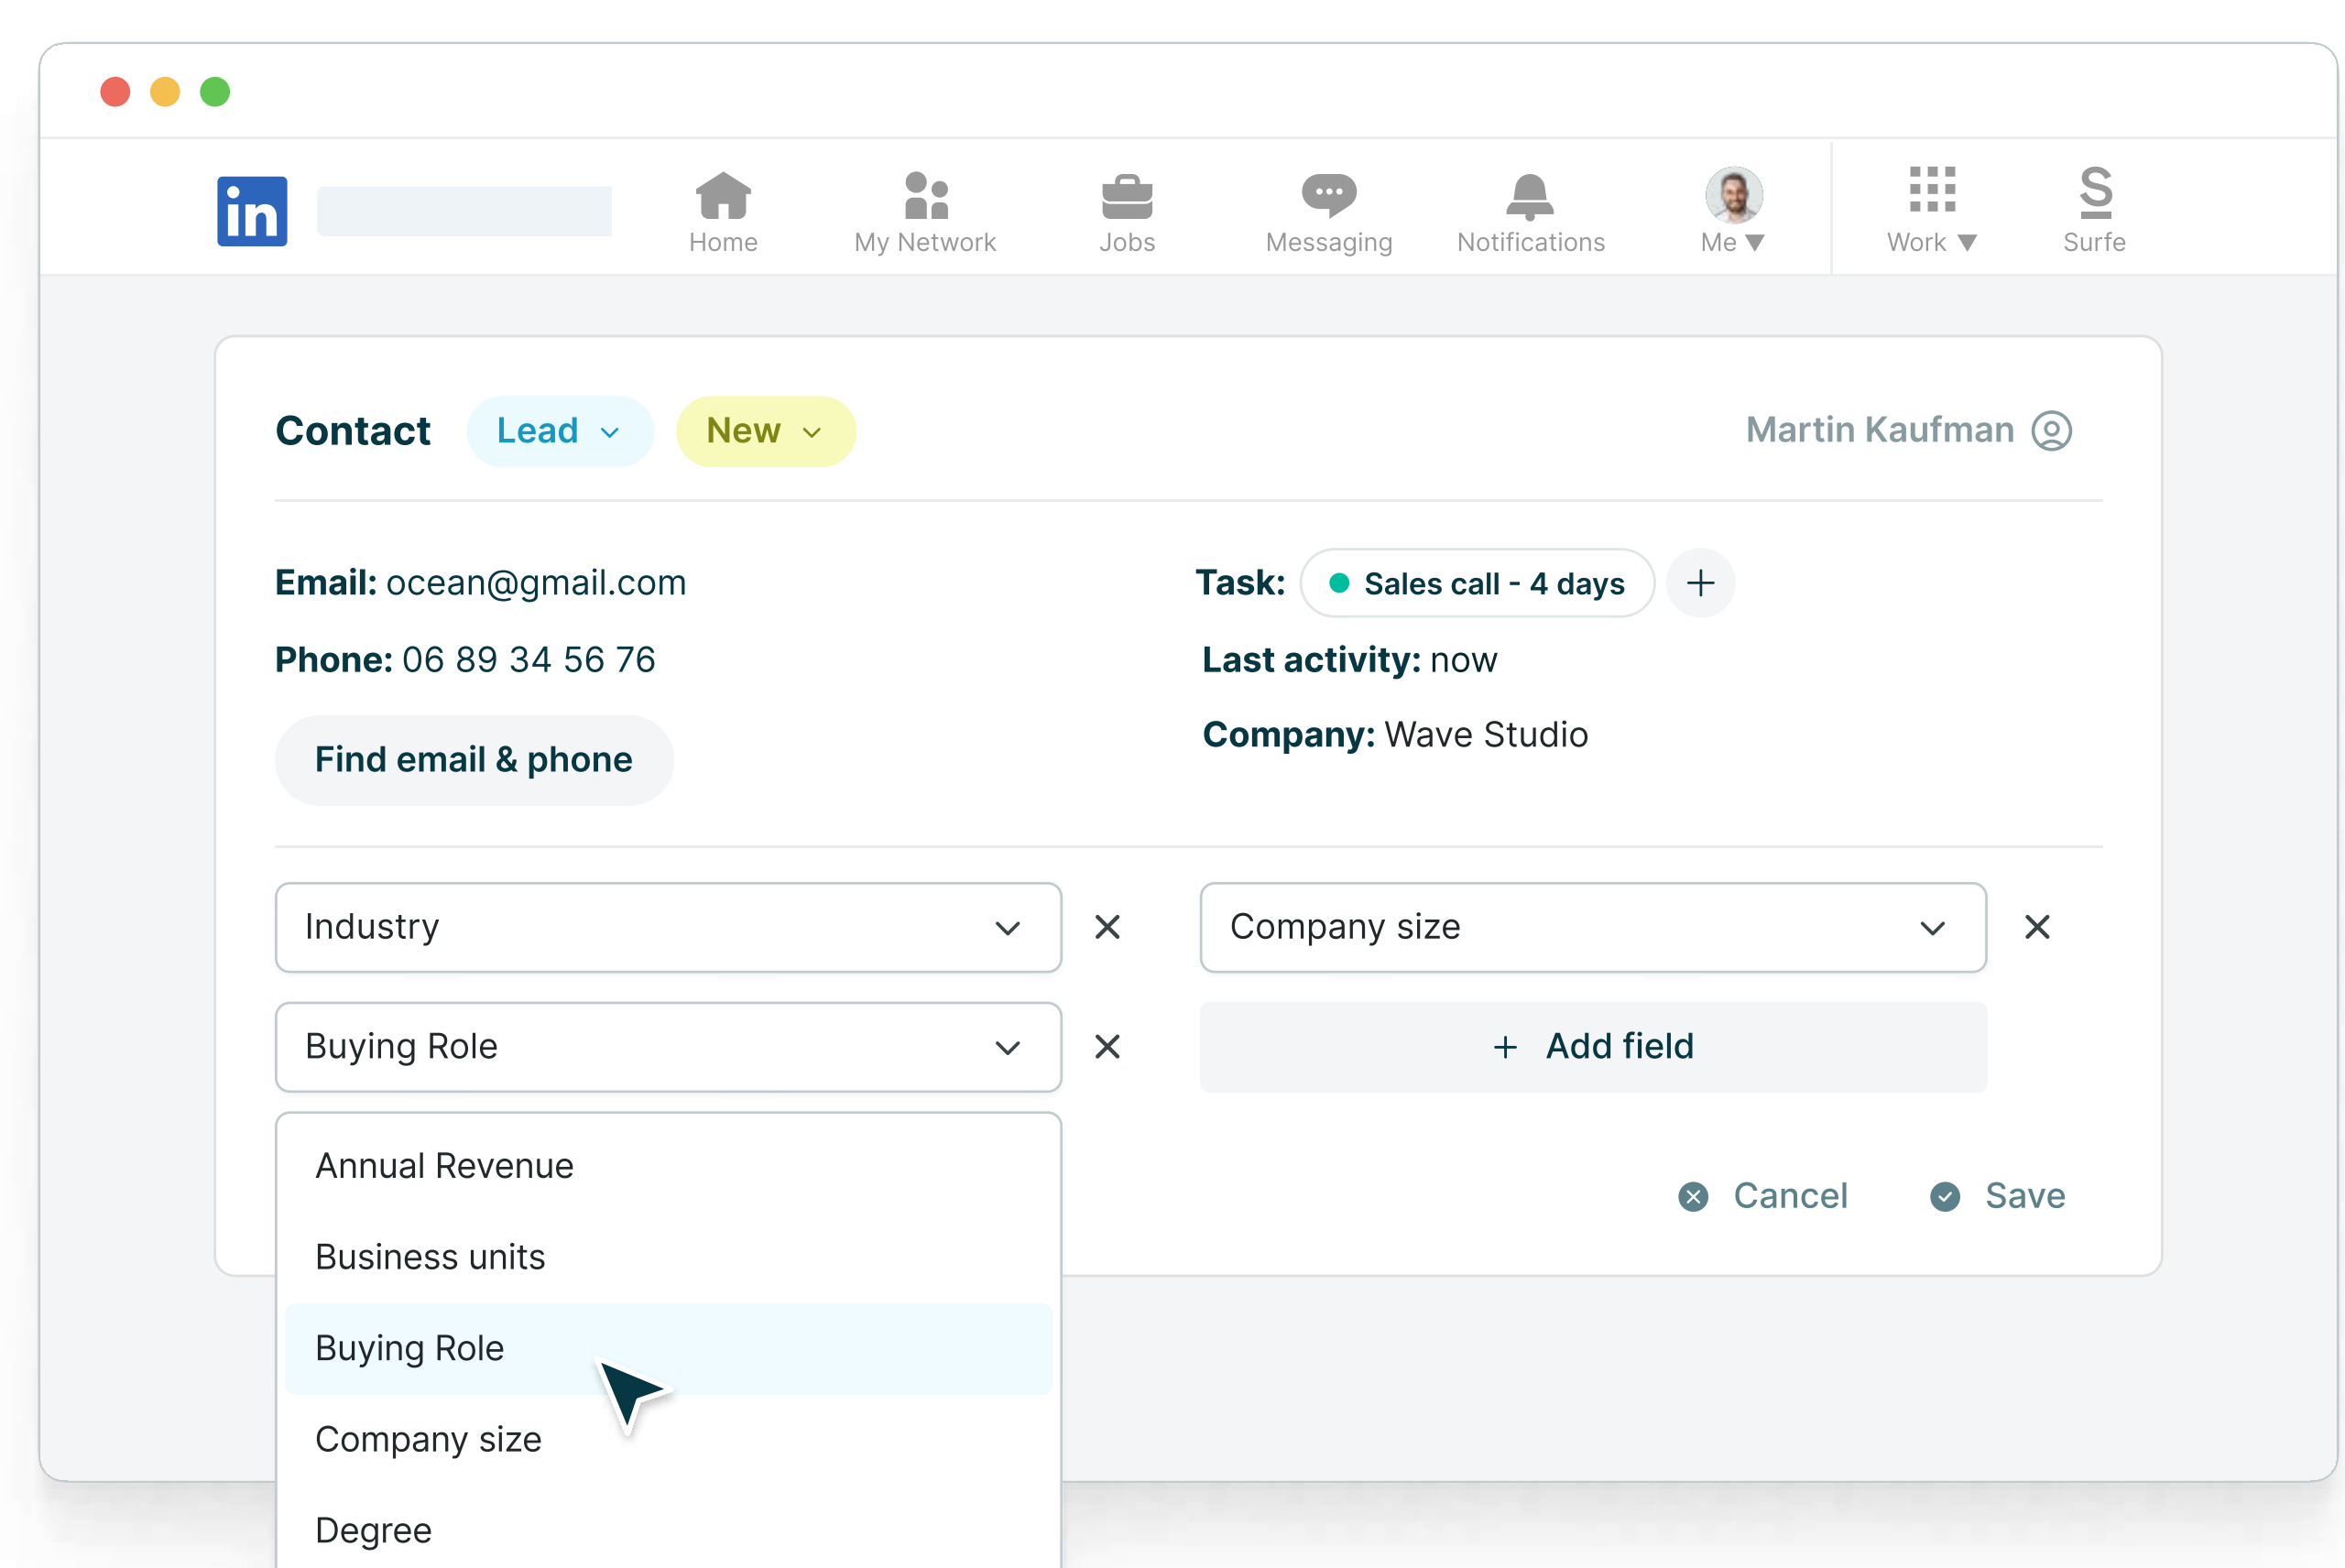 in
Home
My Network
Jobs
Messaging
Notifications
Me ▼
Work ▼
S
Surfe
Contact
Lead
New
Martin Kaufman
Email: ocean@gmail.com
Task:
Sales call - 4 days
Phone: 06 89 34 56 76
Last activity: now
Find email & phone
Company: Wave Studio
Industry
Company size
Buying Role
+ Add field
Annual Revenue
Cancel
Save
Business units
Buying Role
Company size
Degree